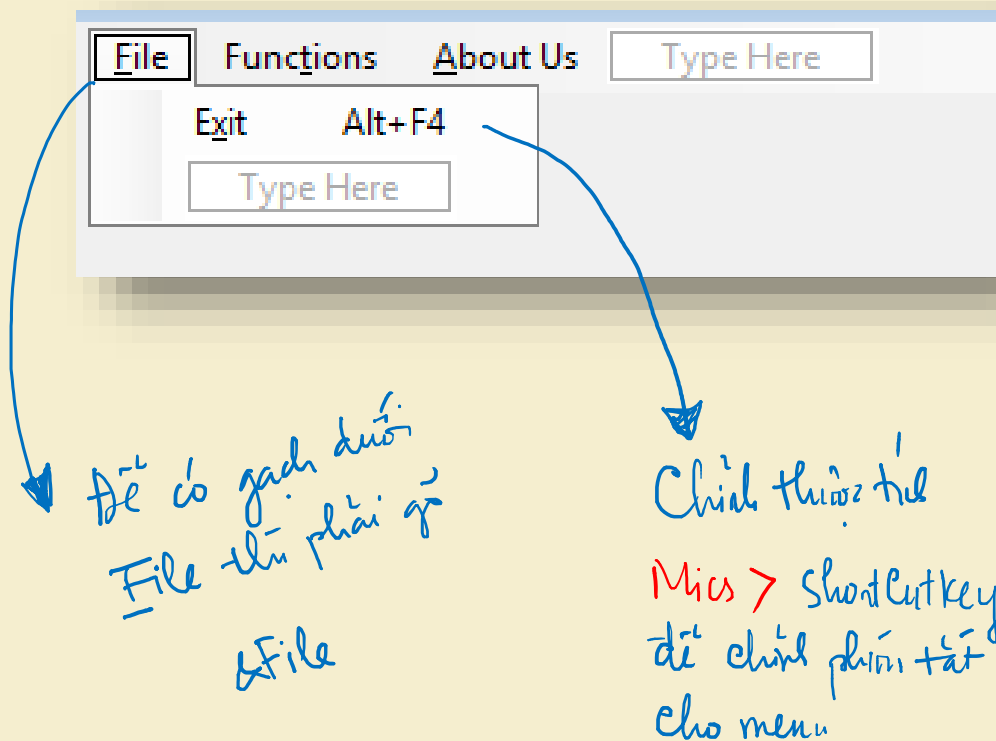 File Functions About Us Type Here
Exit Alt+F4
Type Here
Để có gạch dưới
File thì phải gõ
&File
Chỉnh thuộc tính
Mics > ShortCutkey
để chỉnh phím tắt
cho menu